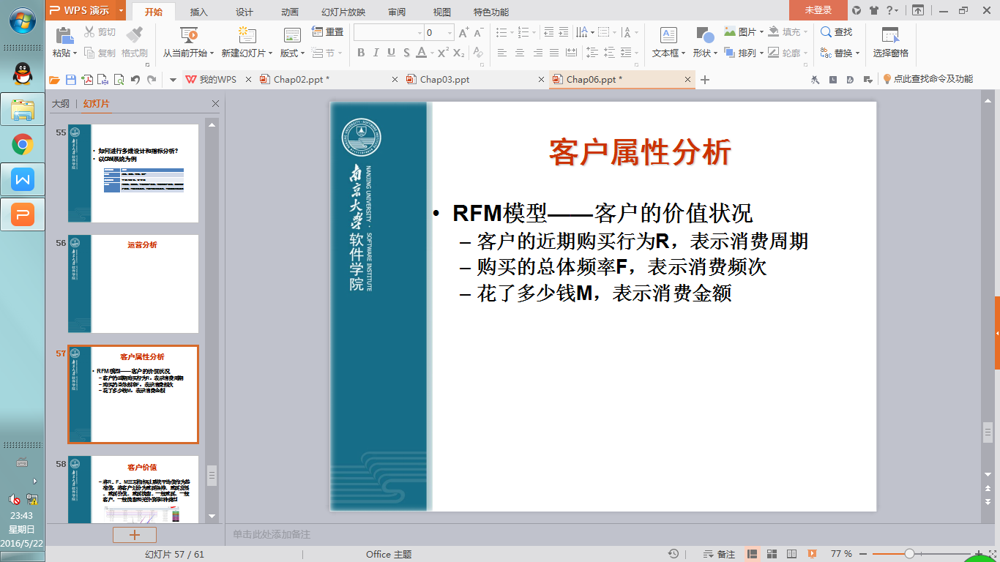 WPS 演示
开始
插入
设计
动画
幻灯片放映
审阅
视图
特色功能
未登录
粘贴
剪切
复制
格式刷
从当前开始
新建幻灯片
版式
重置
节
0
B I U S A X² X₂
文本框
形状
图片
排列
填充
轮廓
查找
替换
选择窗格
我的WPS
Chap02.ppt *
Chap03.ppt
Chap06.ppt *
点此查找命令及功能
大纲
幻灯片
55
• 如何进行多维设计和指标分析?
• 以CRM系统为例
56
运营分析
57
客户属性分析
• RFM模型——客户的价值状况
– 客户的近期购买行为R，表示消费周期
– 购买的总体频率F，表示消费频次
– 花了多少钱M，表示消费金额
58
客户价值
南京大学
软件学院
NANJING UNIVERSITY · SOFTWARE INSTITUTE
客户属性分析
• RFM模型——客户的价值状况
– 客户的近期购买行为R，表示消费周期
– 购买的总体频率F，表示消费频次
– 花了多少钱M，表示消费金额
单击此处添加备注
23:43
星期日
2016/5/22
幻灯片 57 / 61
Office 主题
备注
77 %